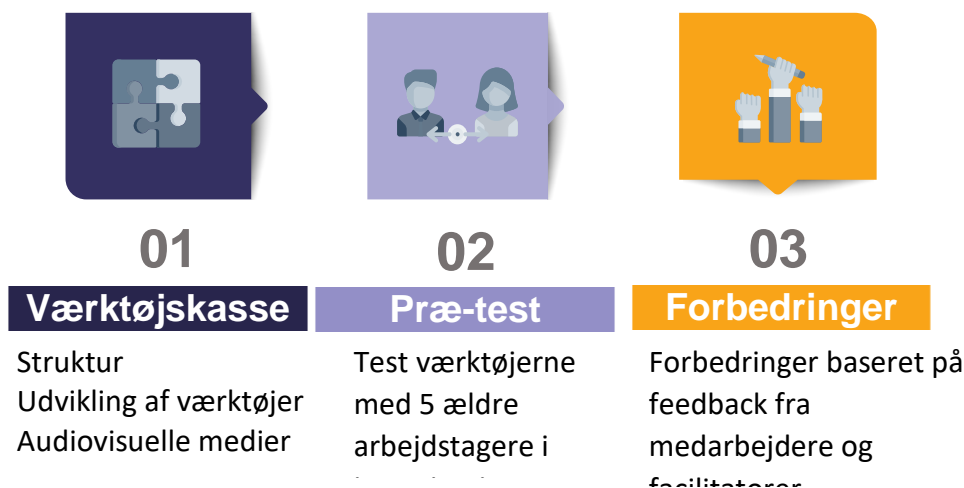 01
Værktøjskasse
Struktur
Udvikling af værktøjer
Audiovisuelle medier
02
Præ-test
Test værktøjerne
med 5 ældre
arbejdstagere i
03
Forbedringer
Forbedringer baseret på
feedback fra
medarbejdere og
facilitatorer